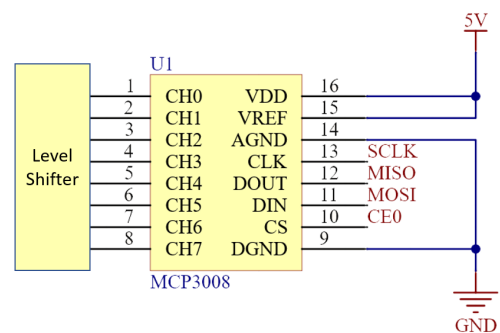 5V
U1
1 CH0 VDD 16
2 CH1 VREF 15
3 CH2 AGND 14
4 CH3 CLK 13 SCLK
5 CH4 DOUT 12 MISO
6 CH5 DIN 11 MOSI
7 CH6 CS 10 CE0
8 CH7 DGND 9
Level
Shifter
MCP3008
GND